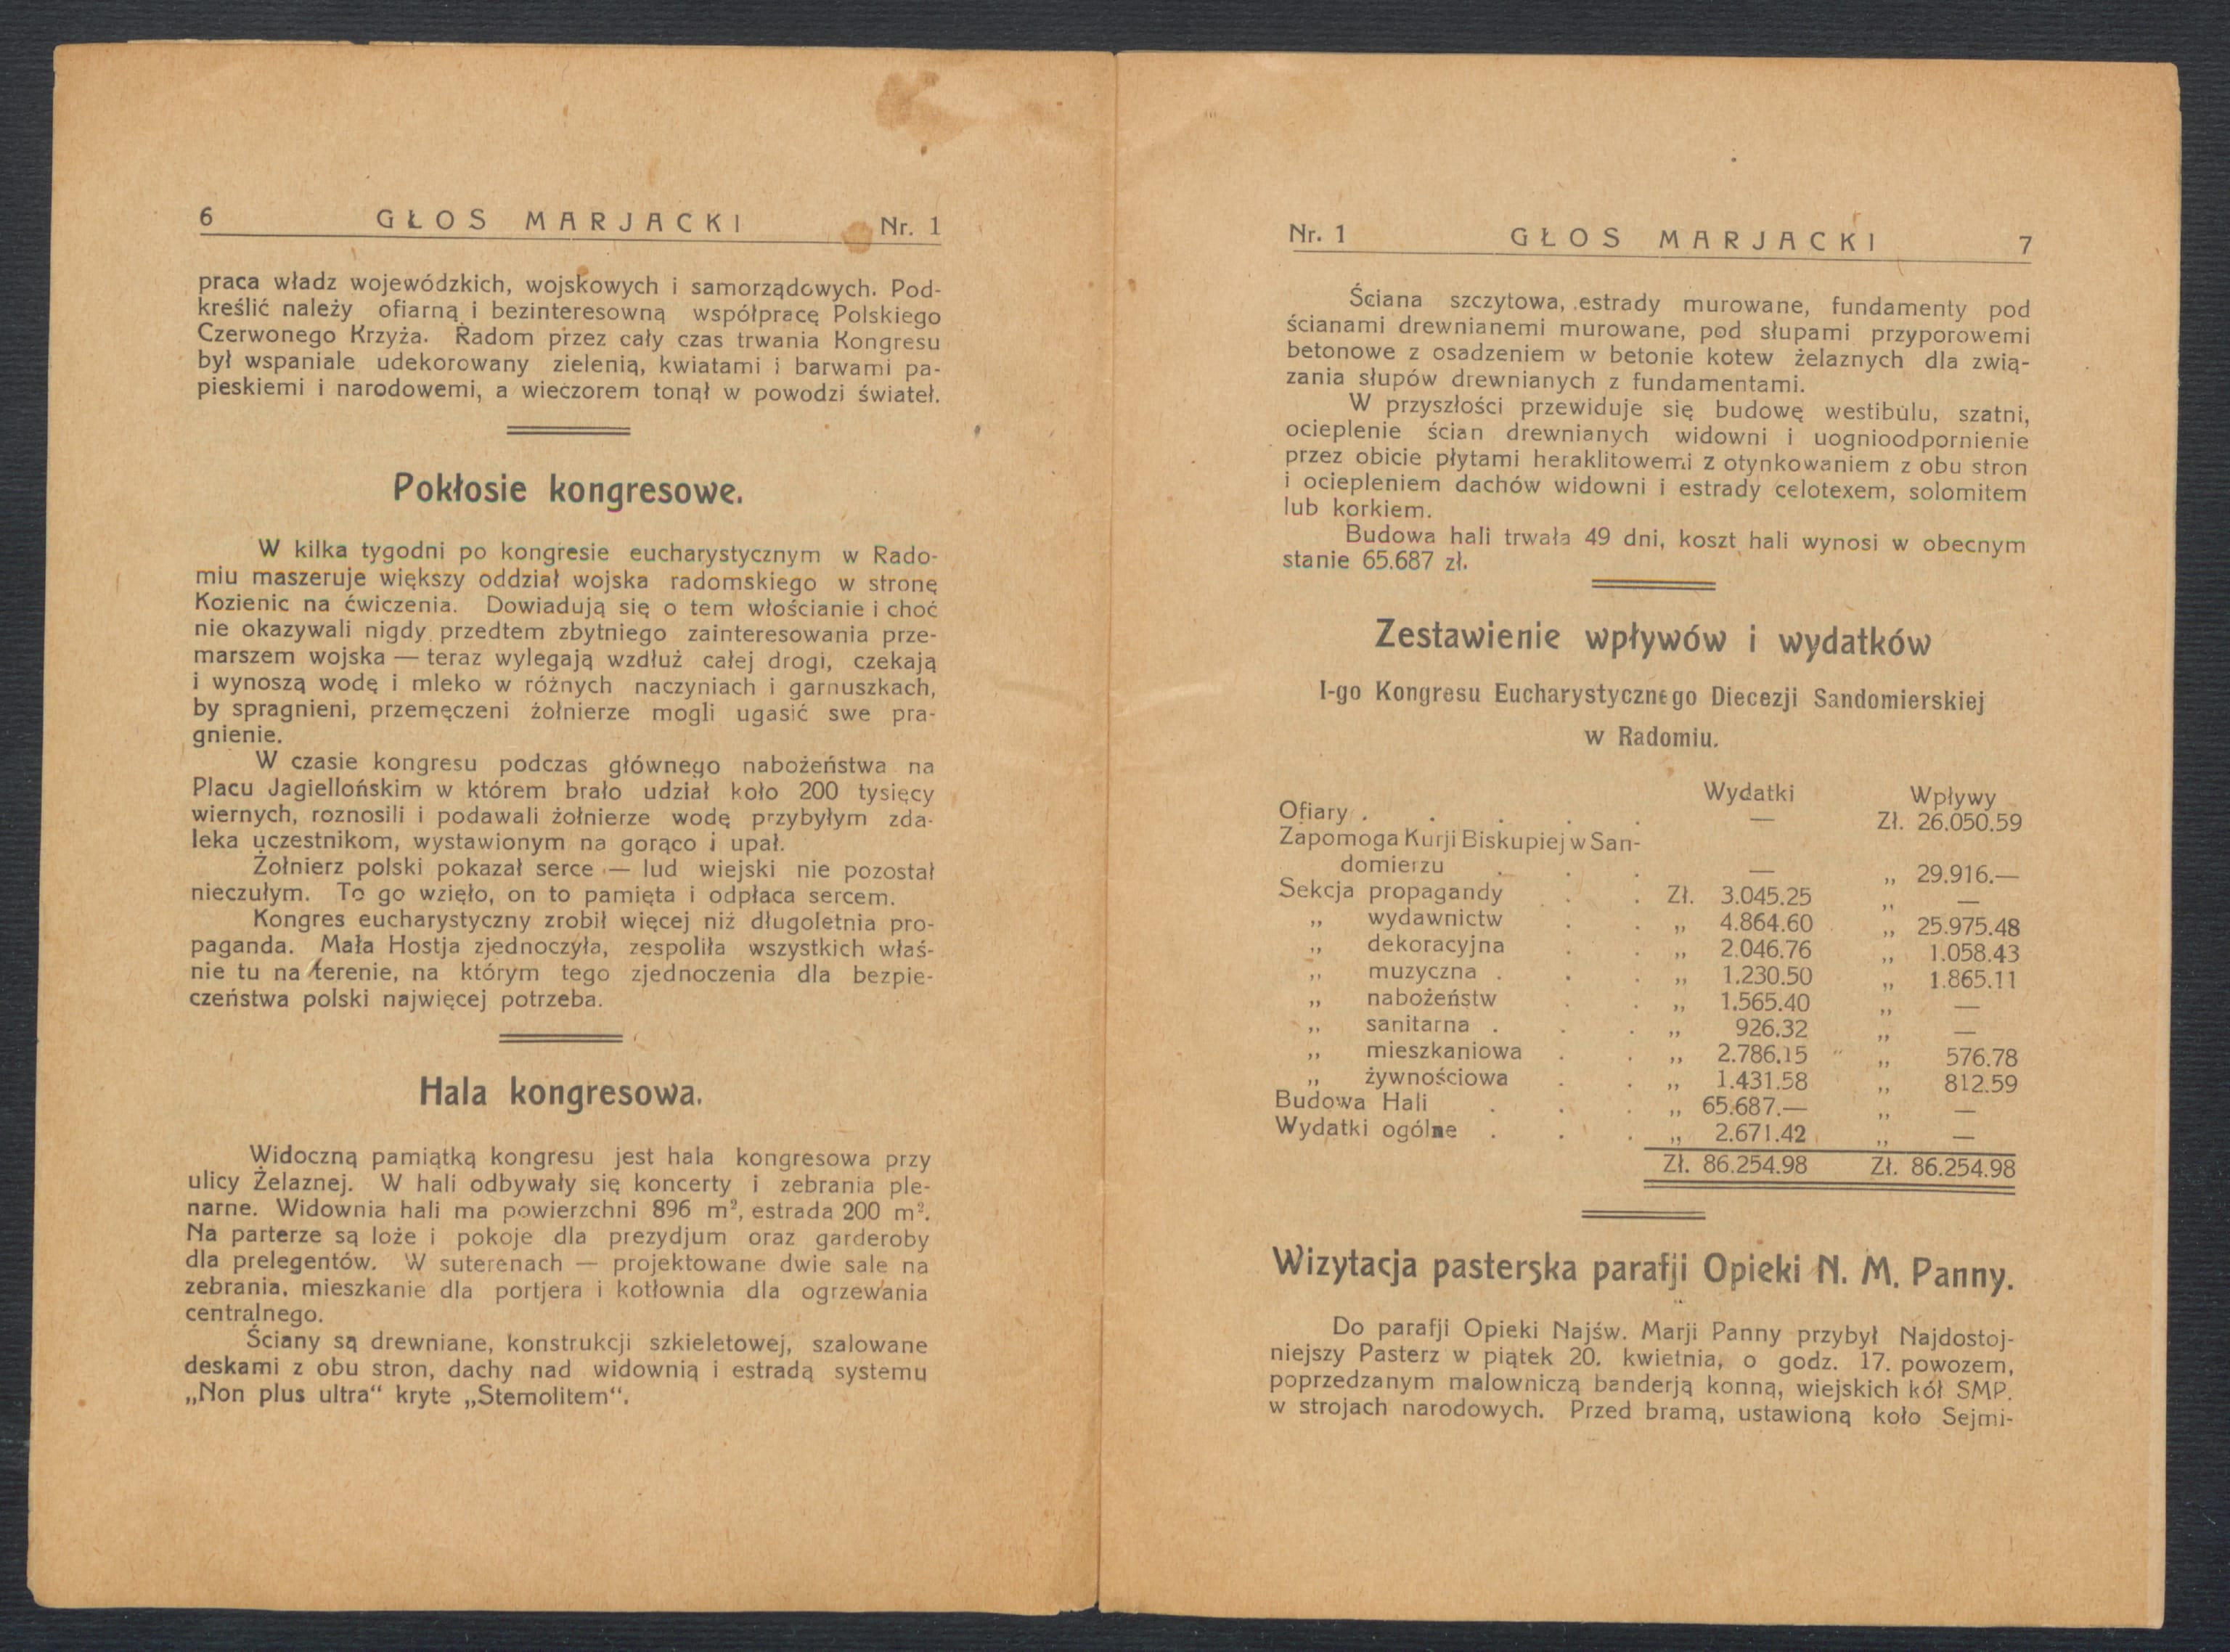 6 GŁOS MARJACKI Nr. 1
praca władz wojewódzkich, wojskowych i samorządowych. Pod-
kreślić należy ofiarną i bezinteresowną współpracę Polskiego
Czerwonego Krzyża. Radom przez cały czas trwania Kongresu
był wspaniale udekorowany zielenią, kwiatami i barwami pa-
pieskiemi i narodowemi, a wieczorem tonął w powodzi świateł.
Pokłosie kongresowe.
W kilka tygodni po kongresie eucharystycznym w Rado-
miu maszeruje większy oddział wojska radomskiego w stronę
Kozienic na ćwiczenia. Dowiadują się o tem włościanie i choć
nie okazywali nigdy przedtem zbytniego zainteresowania prze-
marszem wojska — teraz wylegają wzdłuż całej drogi, czekają
i wynoszą wodę i mleko w różnych naczyniach i garnuszkach,
by spragnieni, przemęczeni żołnierze mogli ugasić swe pra-
gnienie.
W czasie kongresu podczas głównego nabożeństwa na
Placu Jagiellońskim w którem brało udział koło 200 tysięcy
wiernych, roznosili i podawali żołnierze wodę przybyłym zda-
leka uczestnikom, wystawionym na gorąco i upał.
Żołnierz polski pokazał serce — lud wiejski nie pozostał
nieczułym. To go wzięło, on to pamięta i odpłaca sercem.
Kongres eucharystyczny zrobił więcej niż długoletnia pro-
paganda. Mała Hostja zjednoczyła, zespoliła wszystkich właś-
nie tu na terenie, na którym tego zjednoczenia dla bezpie-
czeństwa polski najwięcej potrzeba.
Hala kongresowa.
Widoczną pamiątką kongresu jest hala kongresowa przy
ulicy Żelaznej. W hali odbywały się koncerty i zebrania ple-
narne. Widownia hali ma powierzchni 896 m², estrada 200 m².
Na parterze są loże i pokoje dla prezydjum oraz garderoby
dla prelegentów. W suterenach — projektowane dwie sale na
zebrania, mieszkanie dla portjera i kotłownia dla ogrzewania
centralnego.
Ściany są drewniane, konstrukcji szkieletowej, szalowane
deskami z obu stron, dachy nad widownią i estradą systemu
„Non plus ultra“ kryte „Stemolitem“.
Nr. 1 GŁOS MARJACKI 7
Ściana szczytowa, estrady murowane, fundamenty pod
ścianami drewnianemi murowane, pod słupami przyporowemi
betonowe z osadzeniem w betonie kotew żelaznych dla zwią-
zania słupów drewnianych z fundamentami.
W przyszłości przewiduje się budowę westibulu, szatni,
ocieplenie ścian drewnianych widowni i uognioodpornienie
przez obicie płytami heraklitowemi z otynkowaniem z obu stron
i ociepleniem dachów widowni i estrady celotexem, solomitem
lub korkiem.
Budowa hali trwała 49 dni, koszt hali wynosi w obecnym
stanie 65.687 zł.
Zestawienie wpływów i wydatków
I-go Kongresu Eucharystycznego Diecezji Sandomierskiej
w Radomiu.
Wydatki Wpływy
Ofiary . . . . . — Zł. 26.050.59
Zapomoga Kurji Biskupiej w San-
domierzu . . . — „ 29.916.—
Sekcja propagandy . . Zł. 3.045.25 „ —
„ wydawnictw . . „ 4.864.60 „ 25.975.48
„ dekoracyjna . . „ 2.046.76 „ 1.058.43
„ muzyczna . . . „ 1.230.50 „ 1.865.11
„ nabożeństw . . „ 1.565.40 „ —
„ sanitarna . . . „ 926.32 „ —
„ mieszkaniowa . . „ 2.786.15 „ 576.78
„ żywnościowa . . „ 1.431.58 „ 812.59
Budowa Hali . . . „ 65.687.— „ —
Wydatki ogólne . . . „ 2.671.42 „ —
Zł. 86.254.98 Zł. 86.254.98
Wizytacja pasterska parafji Opieki N. M. Panny.
Do parafji Opieki Najśw. Marji Panny przybył Najdostoj-
niejszy Pasterz w piątek 20. kwietnia, o godz. 17. powozem,
poprzedzanym malowniczą banderją konną, wiejskich kół SMP.
w strojach narodowych. Przed bramą, ustawioną koło Sejmi-